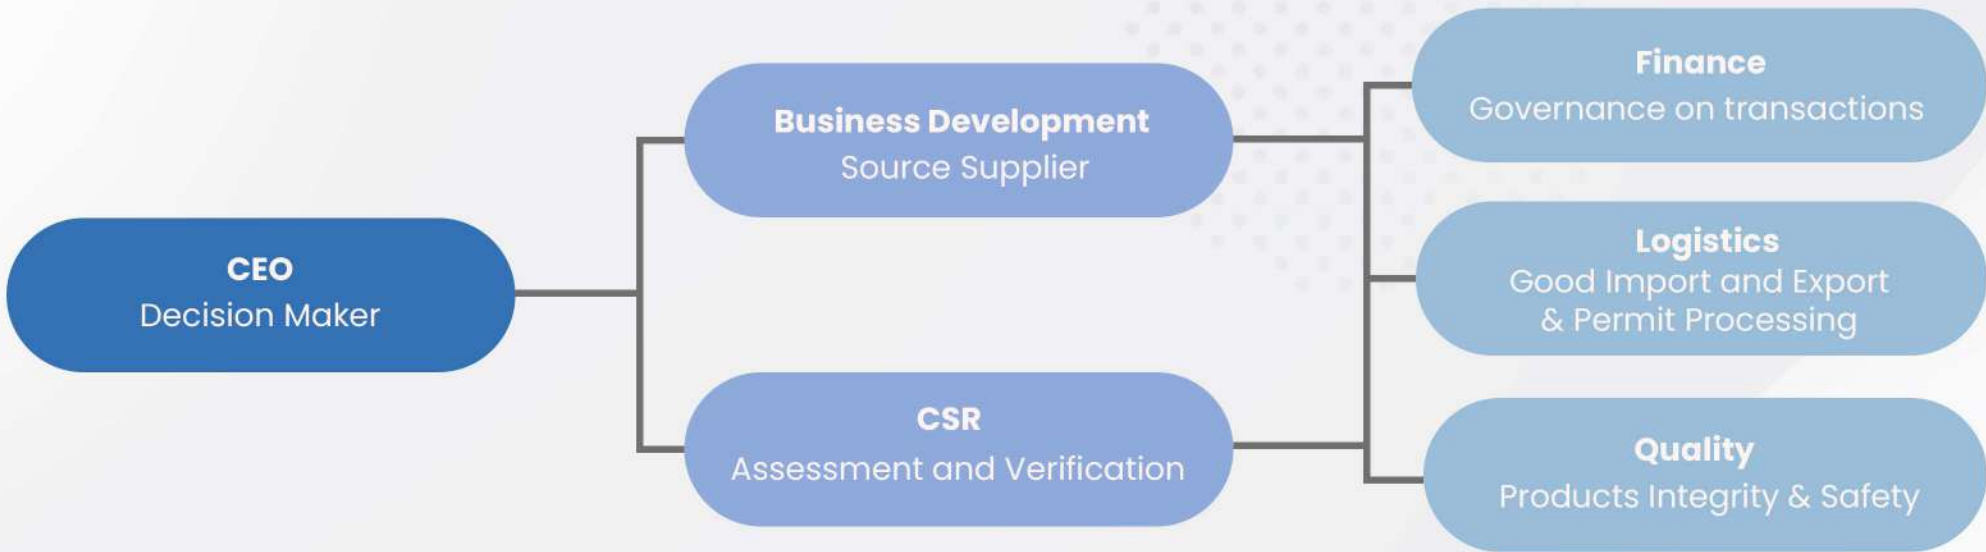 CEO
Decision Maker
Business Development
Source Supplier
CSR
Assessment and Verification
Finance
Governance on transactions
Logistics
Good Import and Export
& Permit Processing
Quality
Products Integrity & Safety